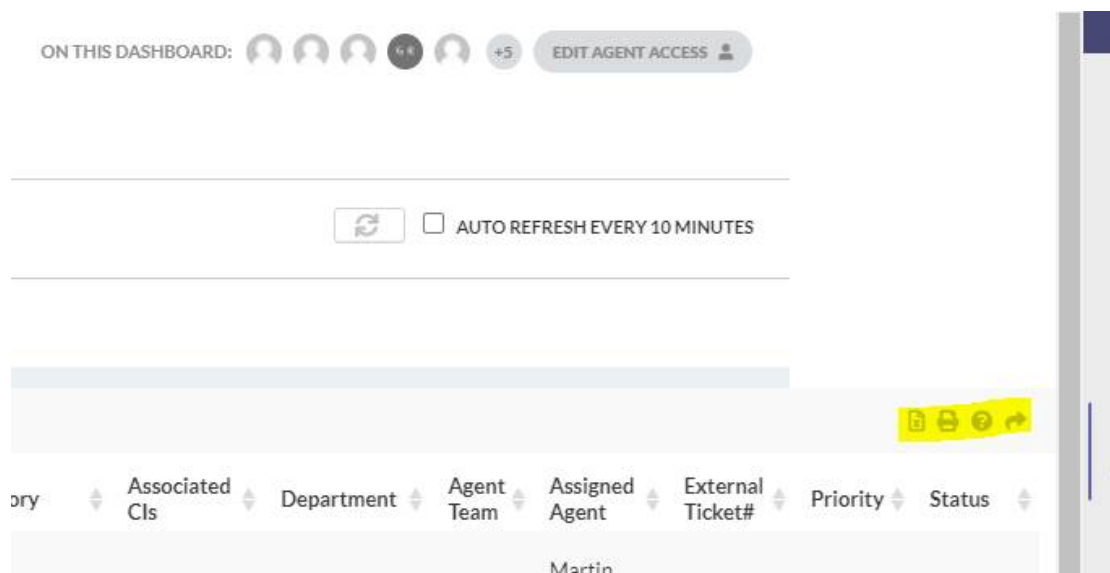 ON THIS DASHBOARD: G R +5 EDIT AGENT ACCESS
AUTO REFRESH EVERY 10 MINUTES
ory Associated CIs Department Agent Team Assigned Agent External Ticket# Priority Status
Martin